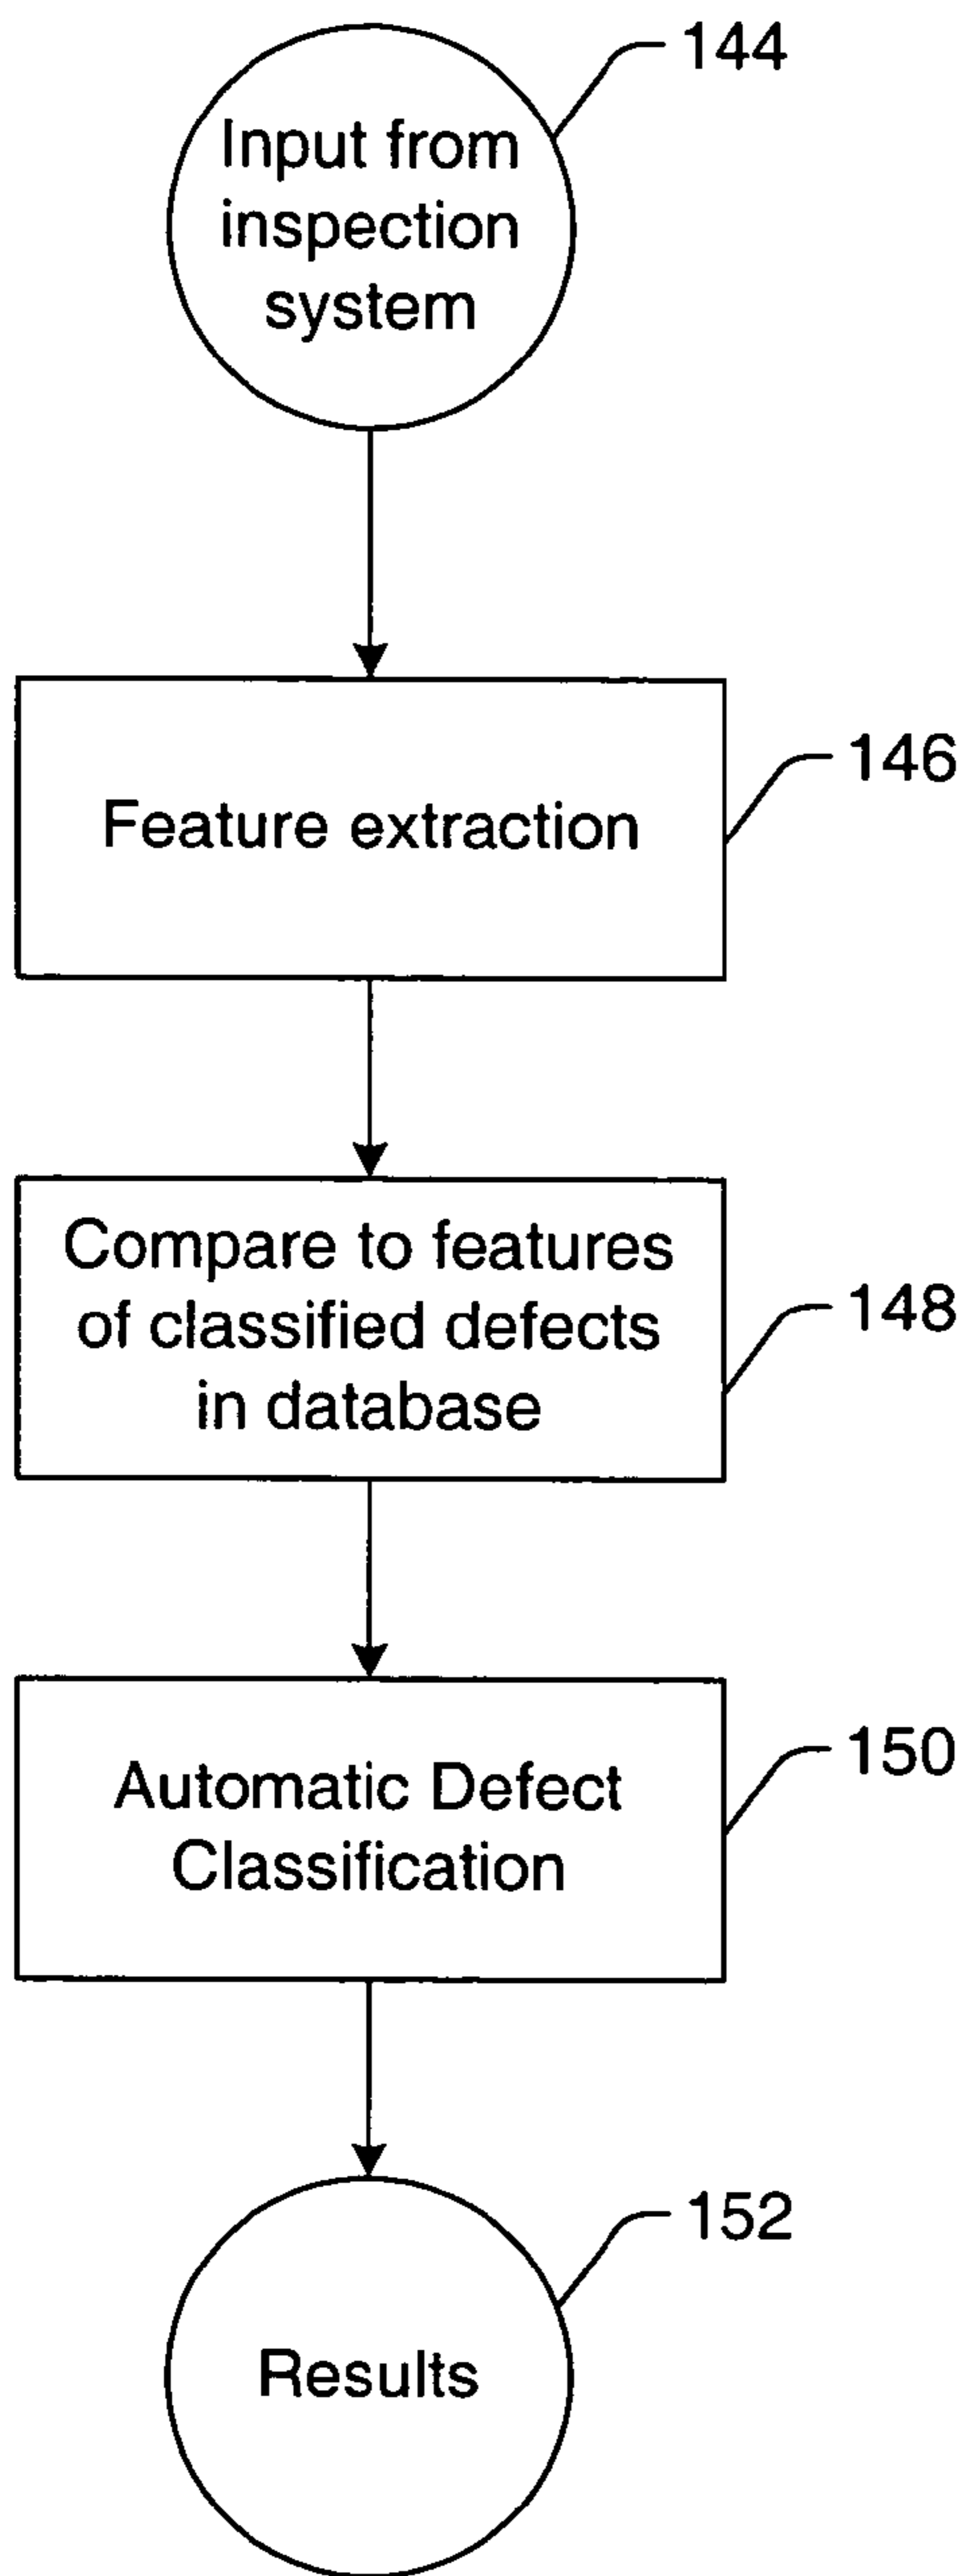 144
Input from
inspection
system
146
Feature extraction
Compare to features
of classified defects
in database
148
150
Automatic Defect
Classification
152
Results